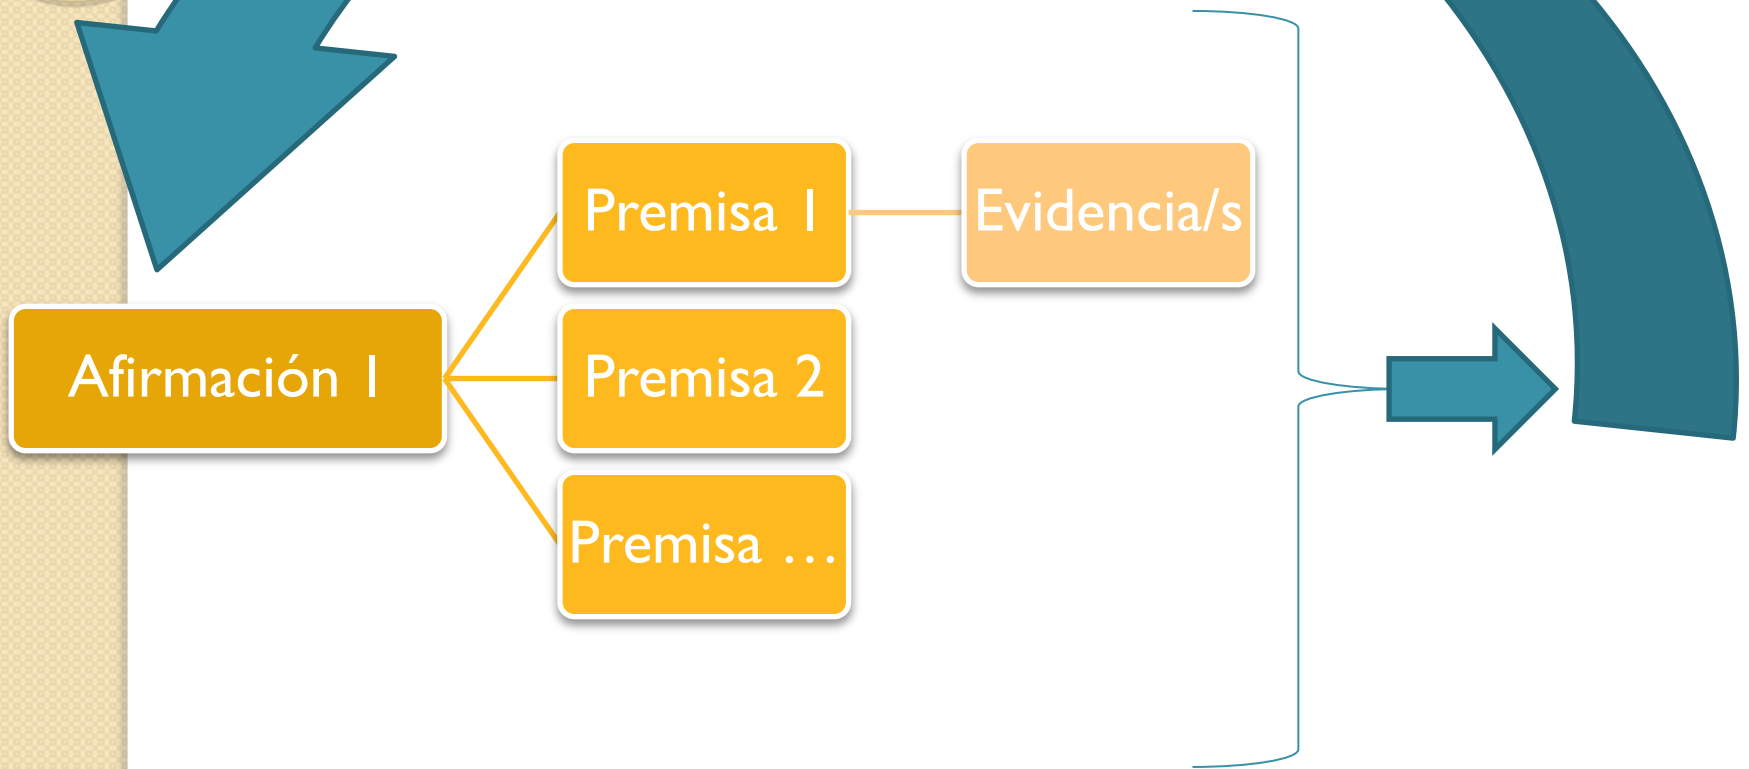 Premisa 1
Evidencia/s
Afirmación 1
Premisa 2
Premisa …